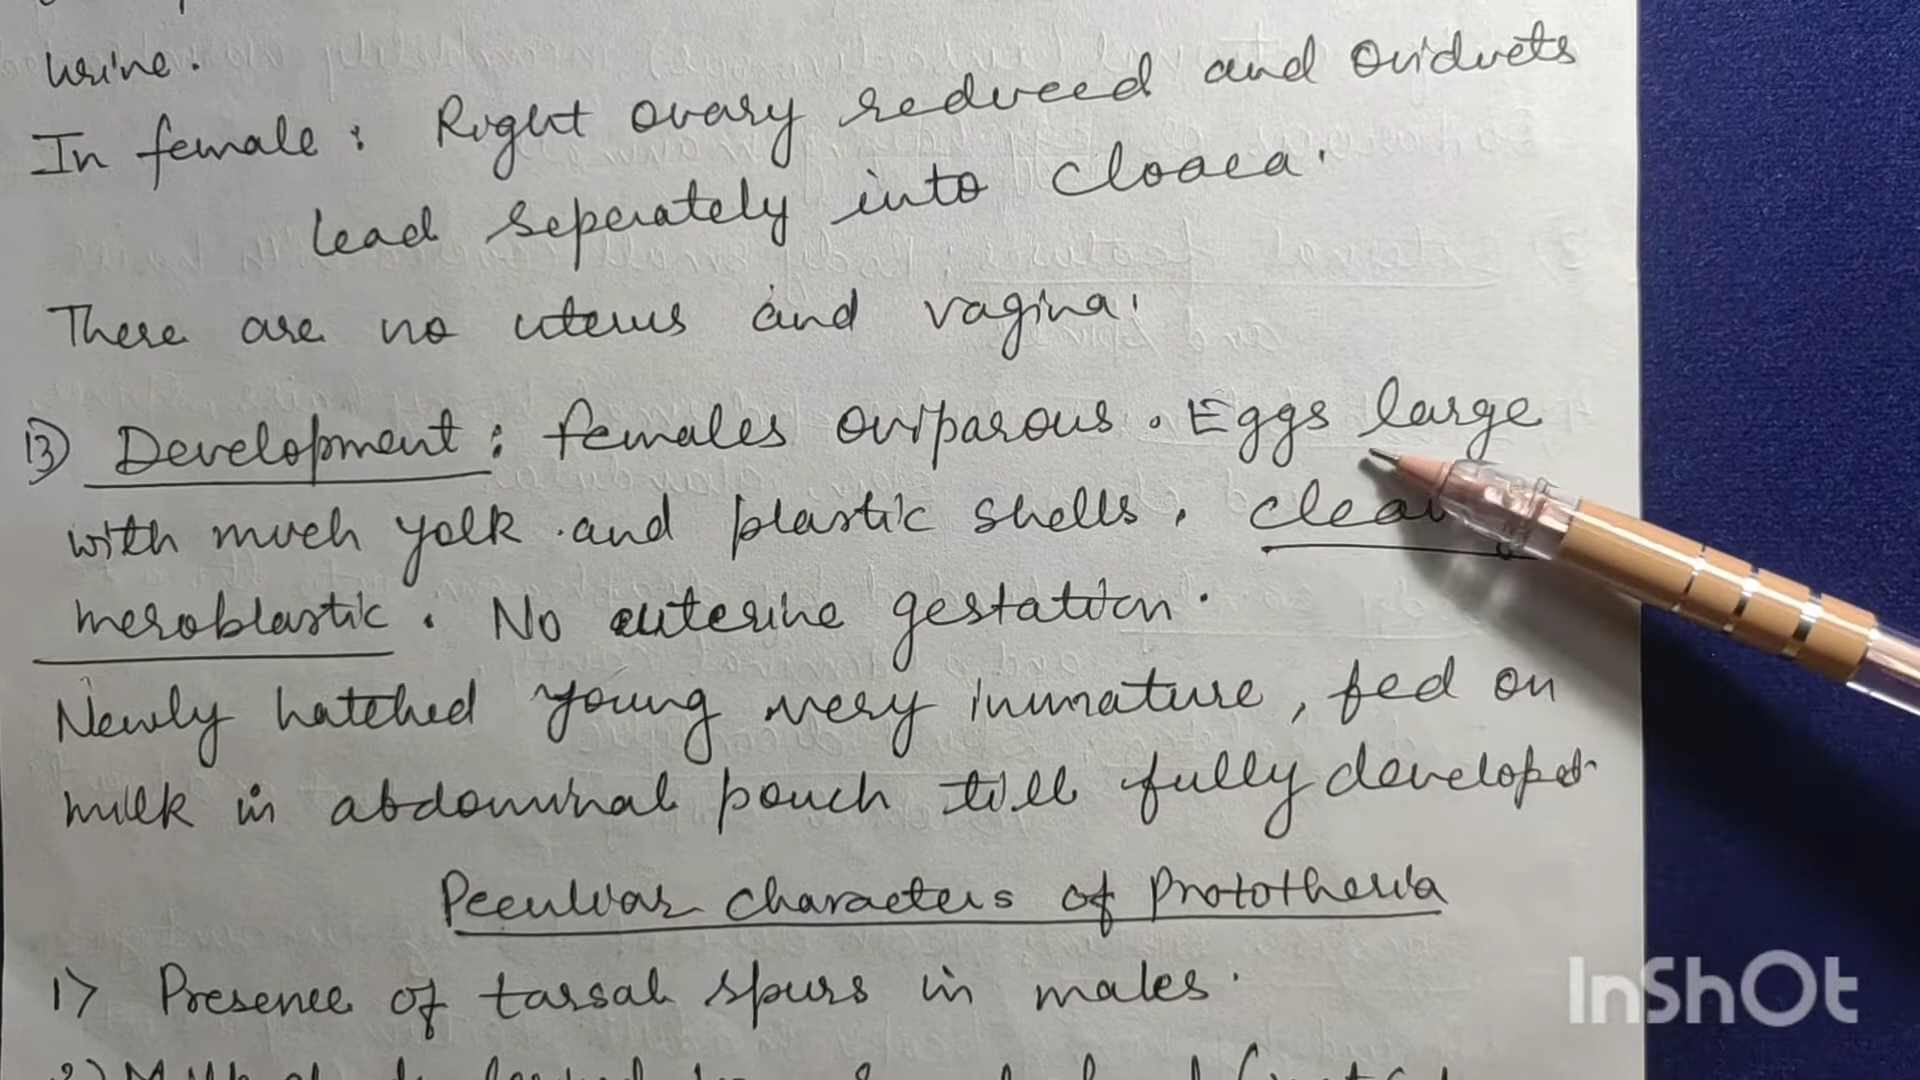 urine.
In female : Right ovary reduced and oviducts
lead seperately into cloaca.
There are no uterus and vagina.
13) Development : females oviparous. Eggs large
with much yolk and plastic shells.
meroblastic. No uterine gestation.
Newly hatched young very immature, fed on
milk in abdominal pouch till fully developed
Peculiar characters of Prototheria
1) Presence of tarsal spurs in males.
InShOt